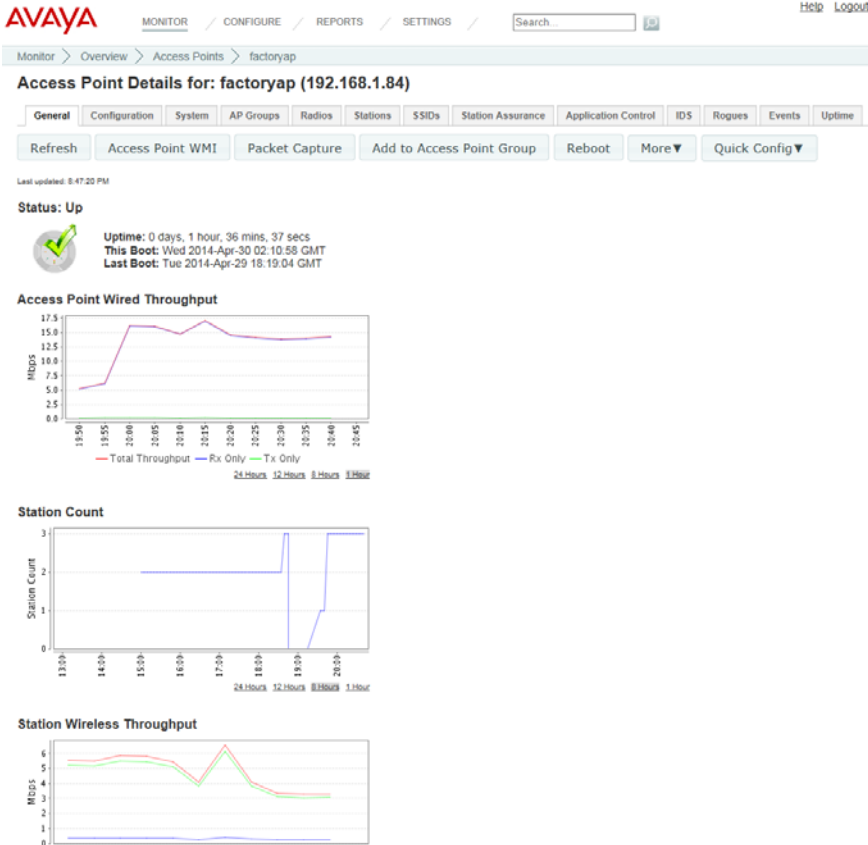 Help Logout
AVAYA MONITOR / CONFIGURE / REPORTS / SETTINGS / Search...
Monitor > Overview > Access Points > factoryap
Access Point Details for: factoryap (192.168.1.84)
General Configuration System AP Groups Radios Stations SSIDs Station Assurance Application Control IDS Rogues Events Uptime
Refresh Access Point WMI Packet Capture Add to Access Point Group Reboot More▼ Quick Config▼
Last updated: 8:47:20 PM
Status: Up
Uptime: 0 days, 1 hour, 36 mins, 37 secs
This Boot: Wed 2014-Apr-30 02:10:58 GMT
Last Boot: Tue 2014-Apr-29 18:19:04 GMT
Access Point Wired Throughput
17.5
15.0
12.5
10.0
7.5
5.0
2.5
0.0
Mbps
19:50 19:55 20:00 20:05 20:10 20:15 20:20 20:25 20:30 20:35 20:40 20:45
Total Throughput Rx Only Tx Only
24 Hours 12 Hours 8 Hours 1 Hour
Station Count
3
2
1
0
Station Count
13:00 14:00 15:00 16:00 17:00 18:00 19:00 20:00
24 Hours 12 Hours 8 Hours 1 Hour
Station Wireless Throughput
6
5
4
3
2
1
0
Mbps